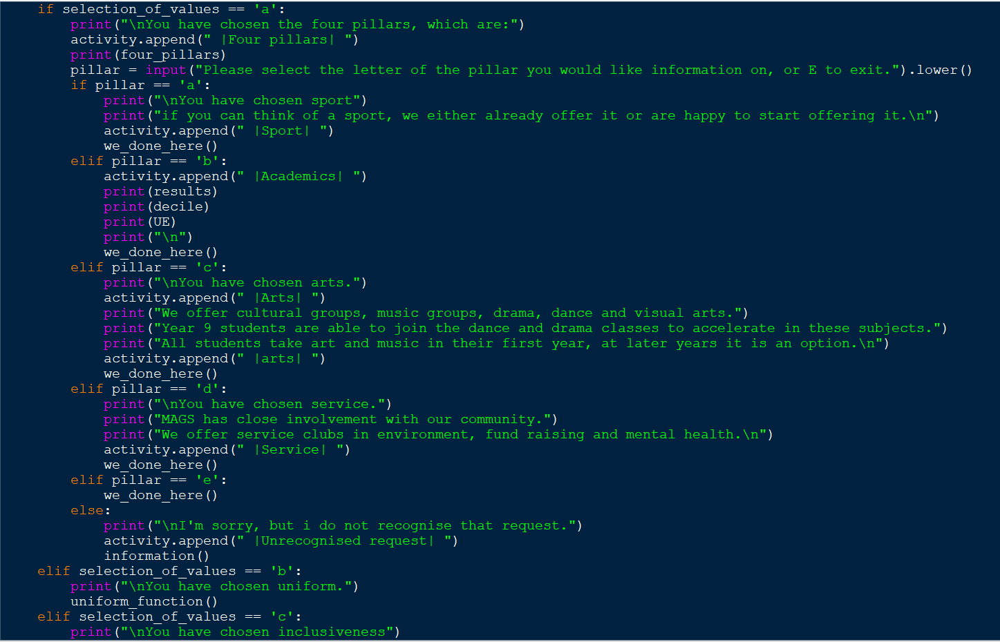 if selection_of_values == 'a':
    print("\nYou have chosen the four pillars, which are:")
    activity.append(" |Four pillars| ")
    print(four_pillars)
    pillar = input("Please select the letter of the pillar you would like information on, or E to exit.").lower()
    if pillar == 'a':
        print("\nYou have chosen sport")
        print("if you can think of a sport, we either already offer it or are happy to start offering it.\n")
        activity.append(" |Sport| ")
        we_done_here()
    elif pillar == 'b':
        activity.append(" |Academics| ")
        print(results)
        print(decile)
        print(UE)
        print("\n")
        we_done_here()
    elif pillar == 'c':
        print("\nYou have chosen arts.")
        activity.append(" |Arts| ")
        print("We offer cultural groups, music groups, drama, dance and visual arts.")
        print("Year 9 students are able to join the dance and drama classes to accelerate in these subjects.")
        print("All students take art and music in their first year, at later years it is an option.\n")
        activity.append(" |arts| ")
        we_done_here()
    elif pillar == 'd':
        print("\nYou have chosen service.")
        print("MAGS has close involvement with our community.")
        print("We offer service clubs in environment, fund raising and mental health.\n")
        activity.append(" |Service| ")
        we_done_here()
    elif pillar == 'e':
        we_done_here()
    else:
        print("\nI'm sorry, but i do not recognise that request.")
        activity.append(" |Unrecognised request| ")
        information()
elif selection_of_values == 'b':
    print("\nYou have chosen uniform.")
    uniform_function()
elif selection_of_values == 'c':
    print("\nYou have chosen inclusiveness")